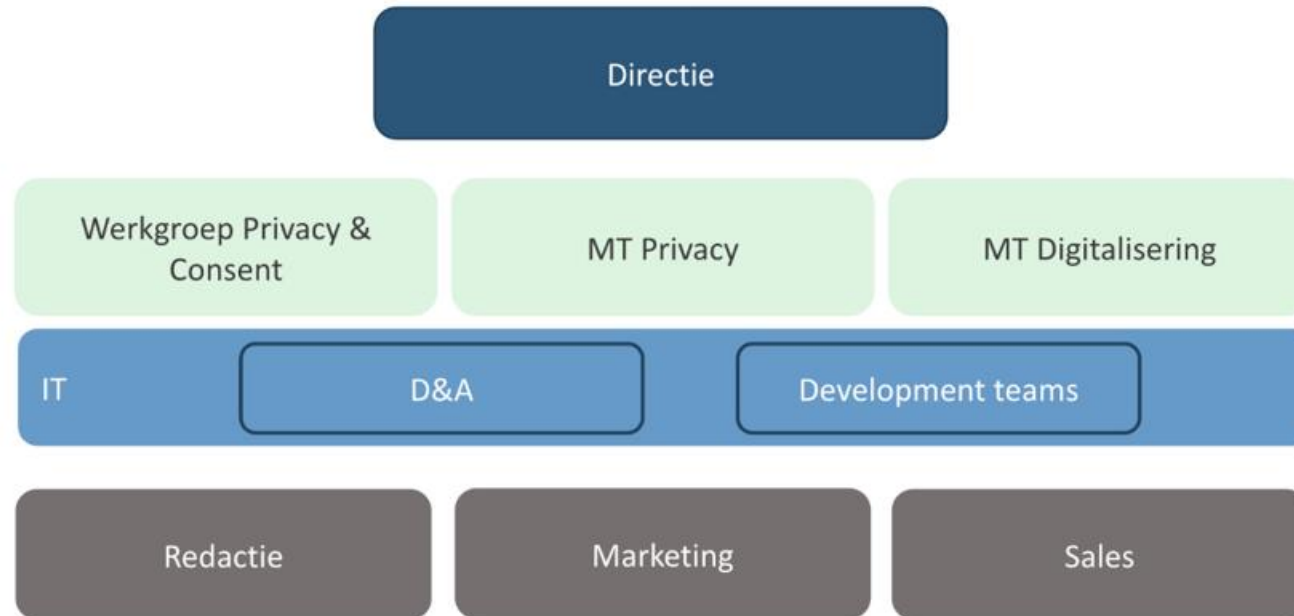 Directie
Werkgroep Privacy &
Consent
MT Privacy
MT Digitalisering
IT
D&A
Development teams
Redactie
Marketing
Sales